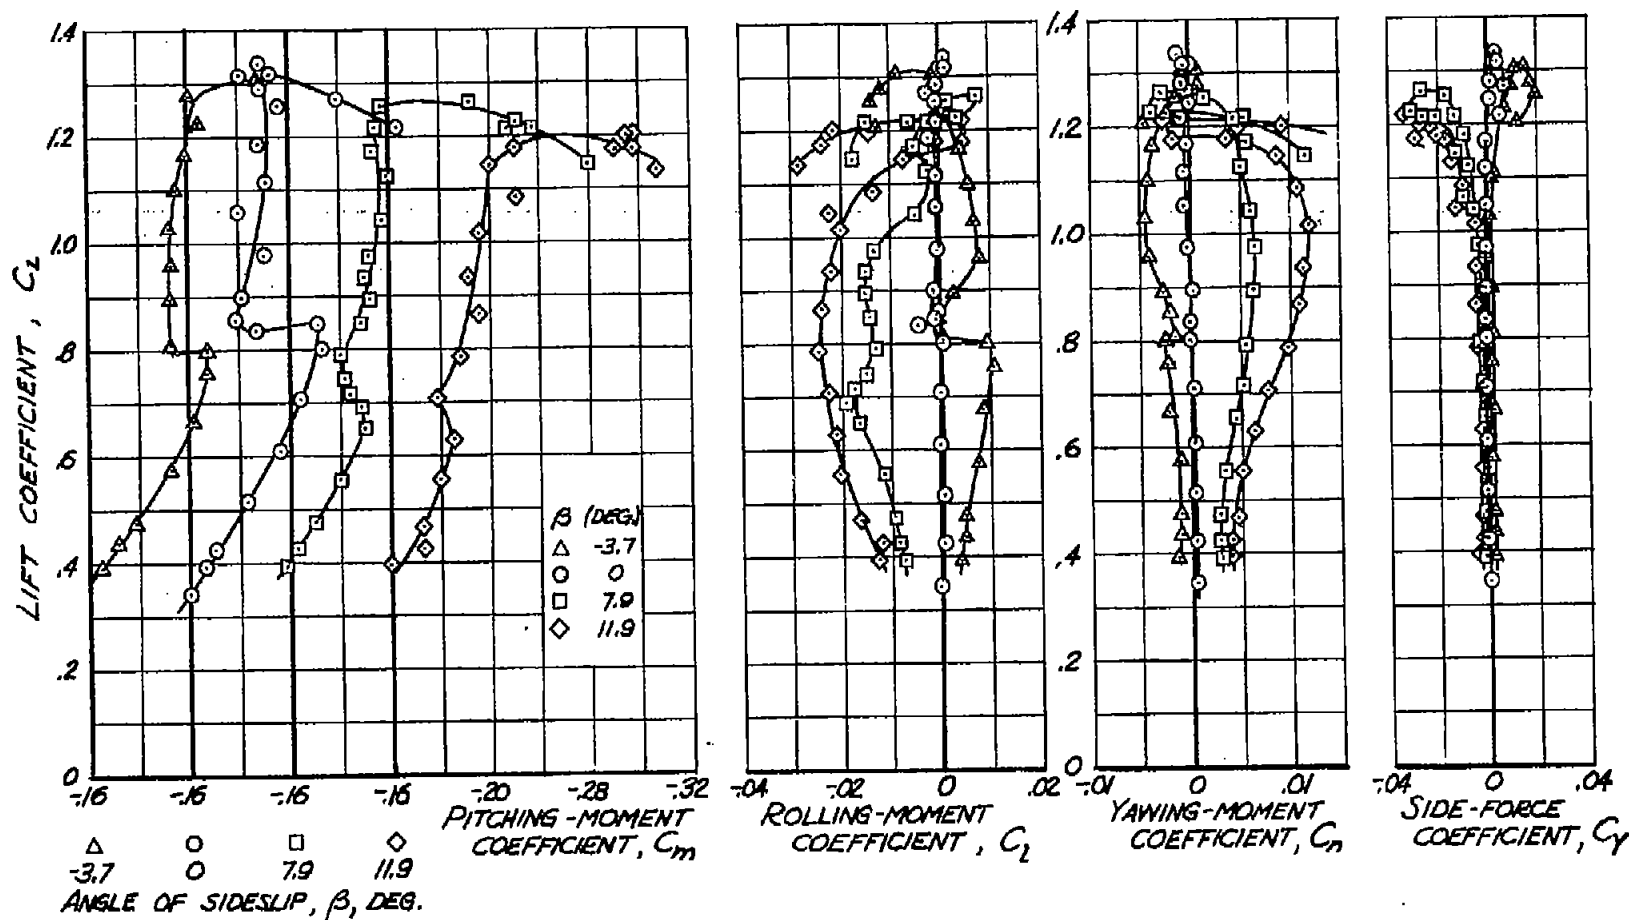 LIFT COEFFICIENT, CL
1.4
1.2
1.0
.8
.6
.4
.2
0
-.16 -.16 -.16 -.16 -.20 -.28 -.32
PITCHING-MOMENT
COEFFICIENT, Cm
β (DEG.)
△ -3.7
○ 0
□ 7.9
◇ 11.9
△ ○ □ ◇
-3.7 0 7.9 11.9
ANGLE OF SIDESLIP, β, DEG.
-.04 -.02 0 .02
ROLLING-MOMENT
COEFFICIENT, Cl
1.4
1.2
1.0
.8
.6
.4
.2
0
-.01 0 .01
YAWING-MOMENT
COEFFICIENT, Cn
-.04 0 .04
SIDE-FORCE
COEFFICIENT, CY